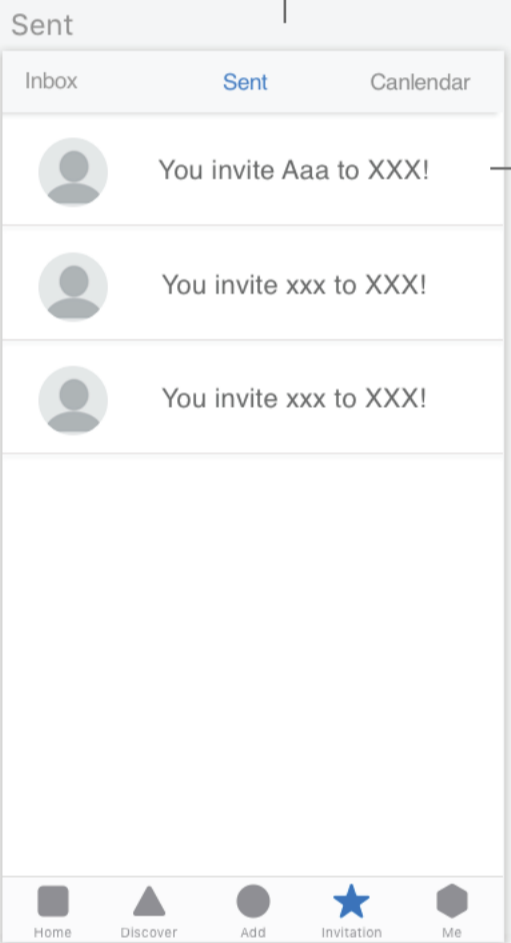 Sent
Inbox Sent Canlendar
You invite Aaa to XXX!
You invite xxx to XXX!
You invite xxx to XXX!
Home Discover Add Invitation Me